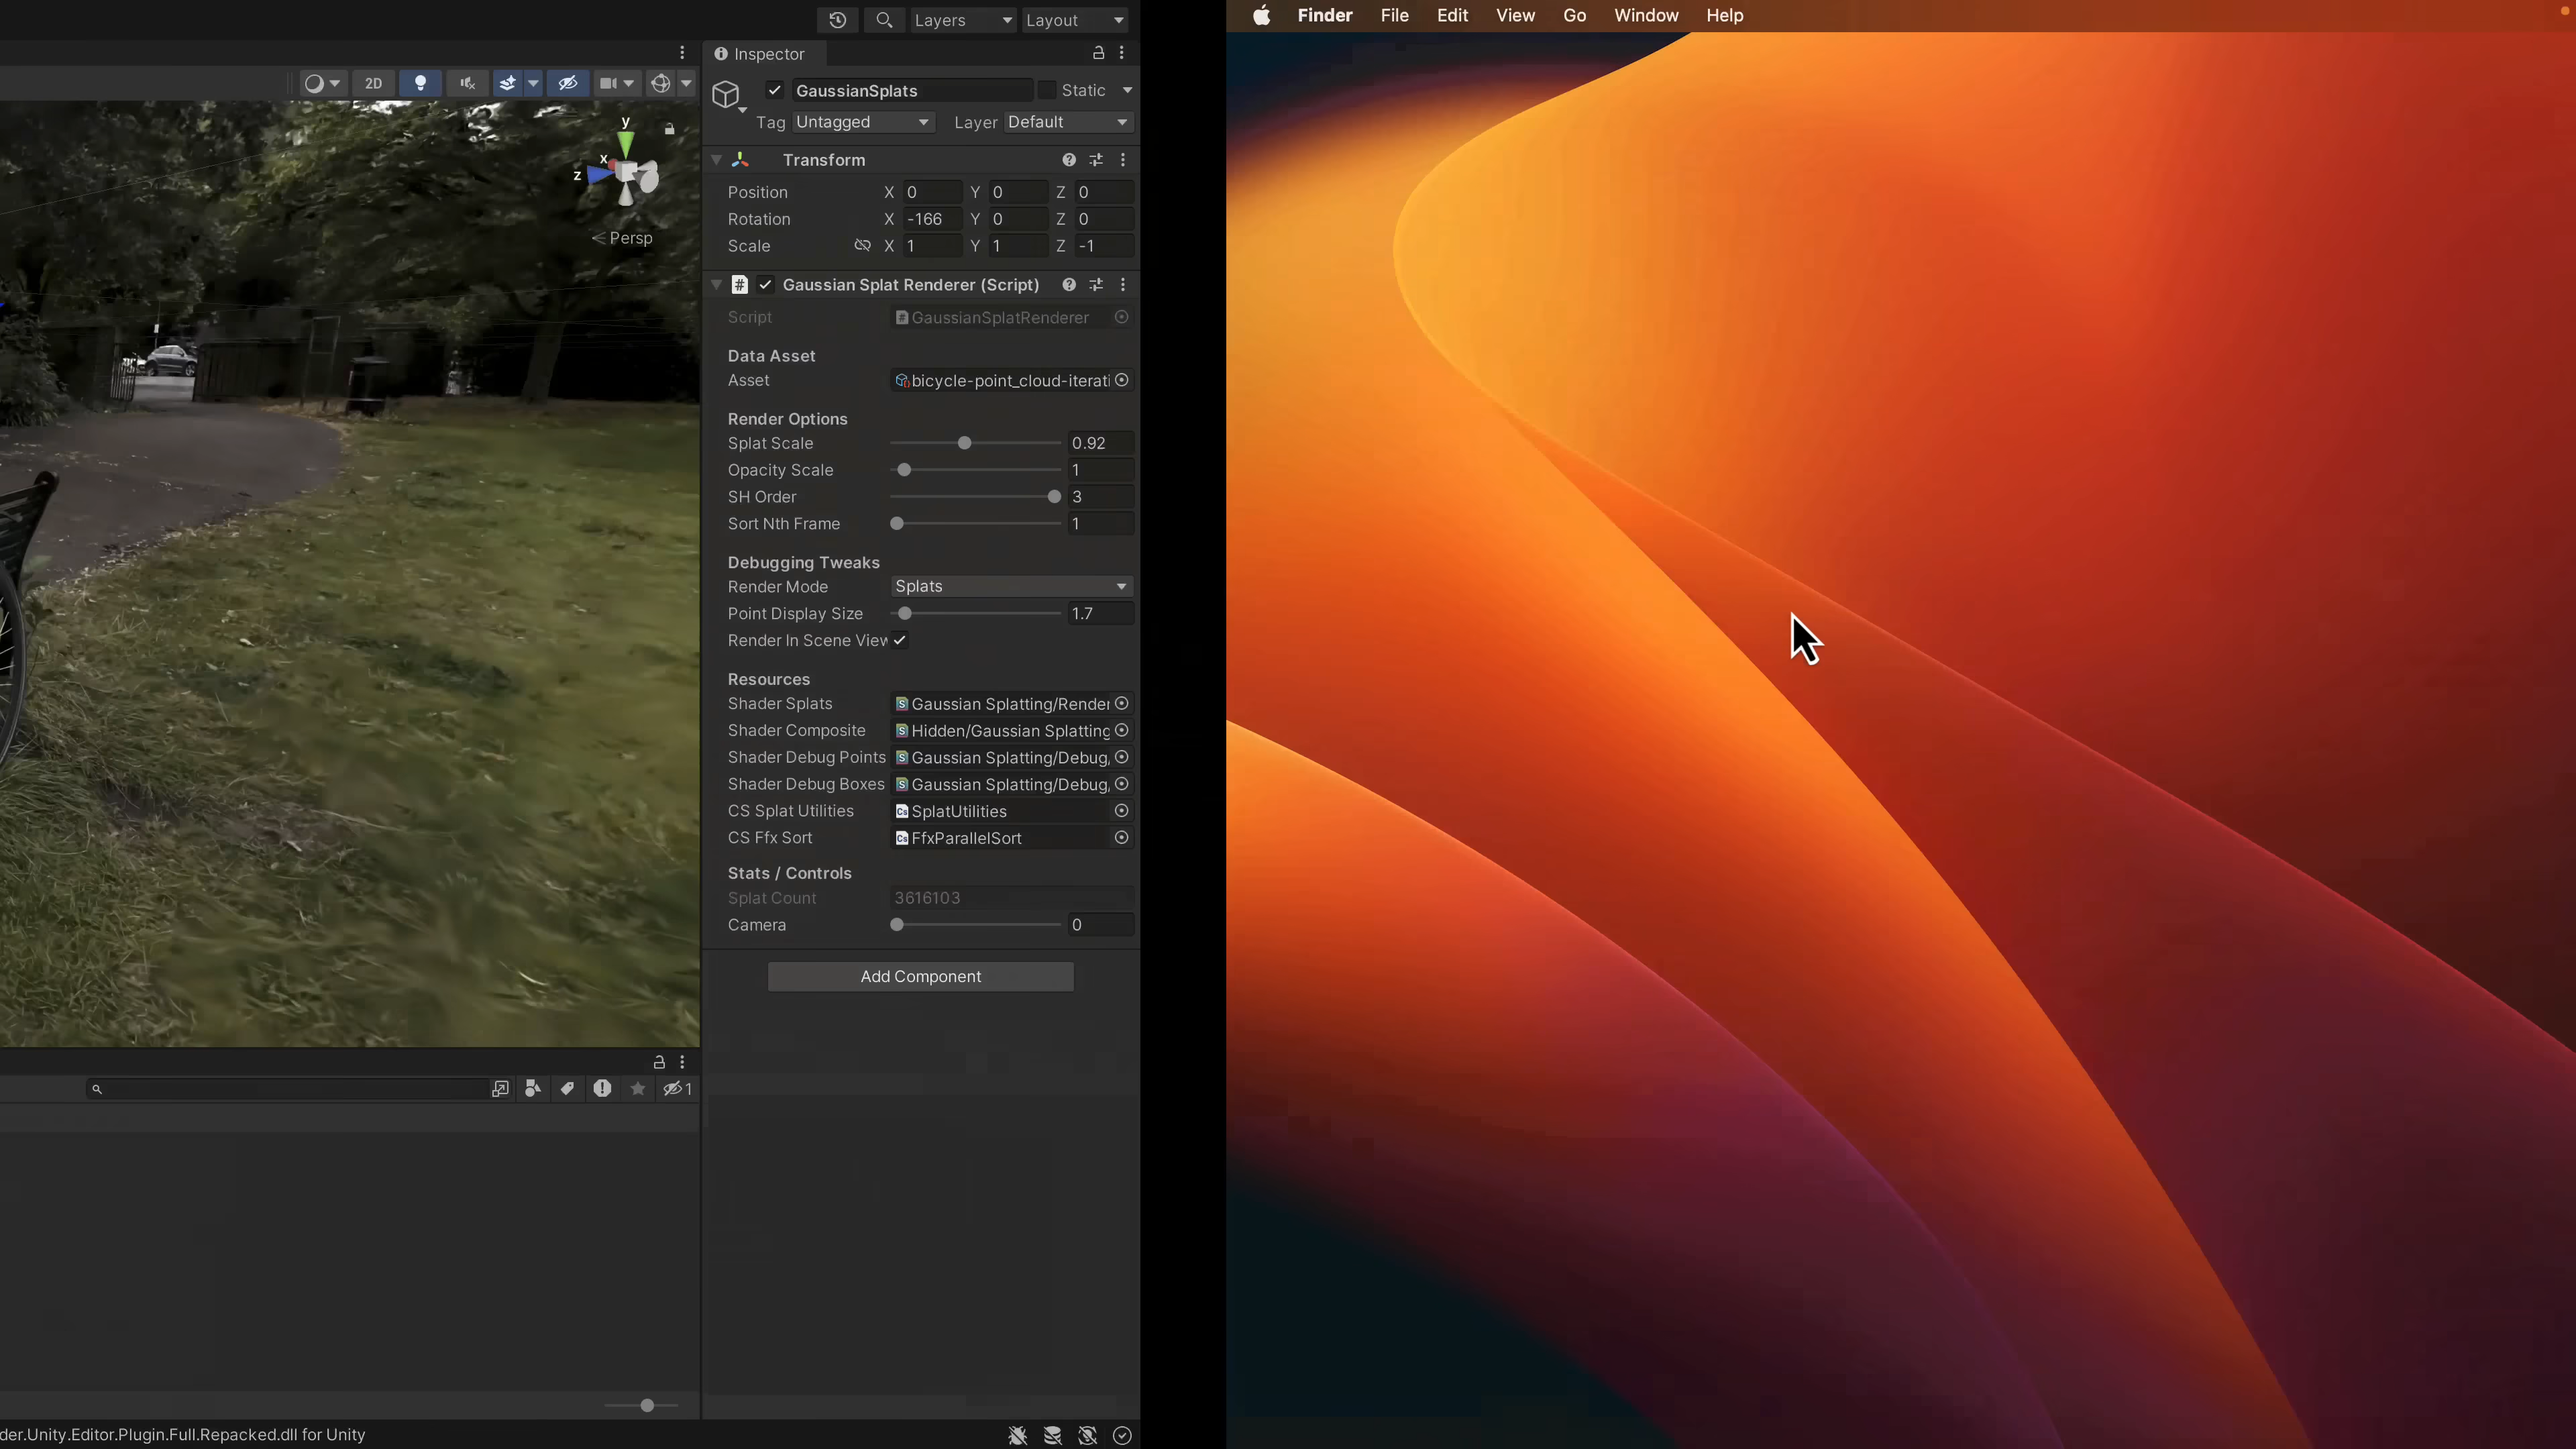 Layers
Layout
Finder File Edit View Go Window Help
Inspector
2D
GaussianSplats
Static
Tag Untagged Layer Default
y
x
z
Persp
Transform
Position X 0 Y 0 Z 0
Rotation X -166 Y 0 Z 0
Scale X 1 Y 1 Z -1
# Gaussian Splat Renderer (Script)
Script # GaussianSplatRenderer
Data Asset
Asset bicycle-point_cloud-iterati
Render Options
Splat Scale 0.92
Opacity Scale 1
SH Order 3
Sort Nth Frame 1
Debugging Tweaks
Render Mode Splats
Point Display Size 1.7
Render In Scene View
Resources
Shader Splats S Gaussian Splatting/Render
Shader Composite S Hidden/Gaussian Splatting
Shader Debug Points S Gaussian Splatting/Debug/
Shader Debug Boxes S Gaussian Splatting/Debug/
CS Splat Utilities Cs SplatUtilities
CS Ffx Sort Cs FfxParallelSort
Stats / Controls
Splat Count 3616103
Camera 0
Add Component
1
der.Unity.Editor.Plugin.Full.Repacked.dll for Unity